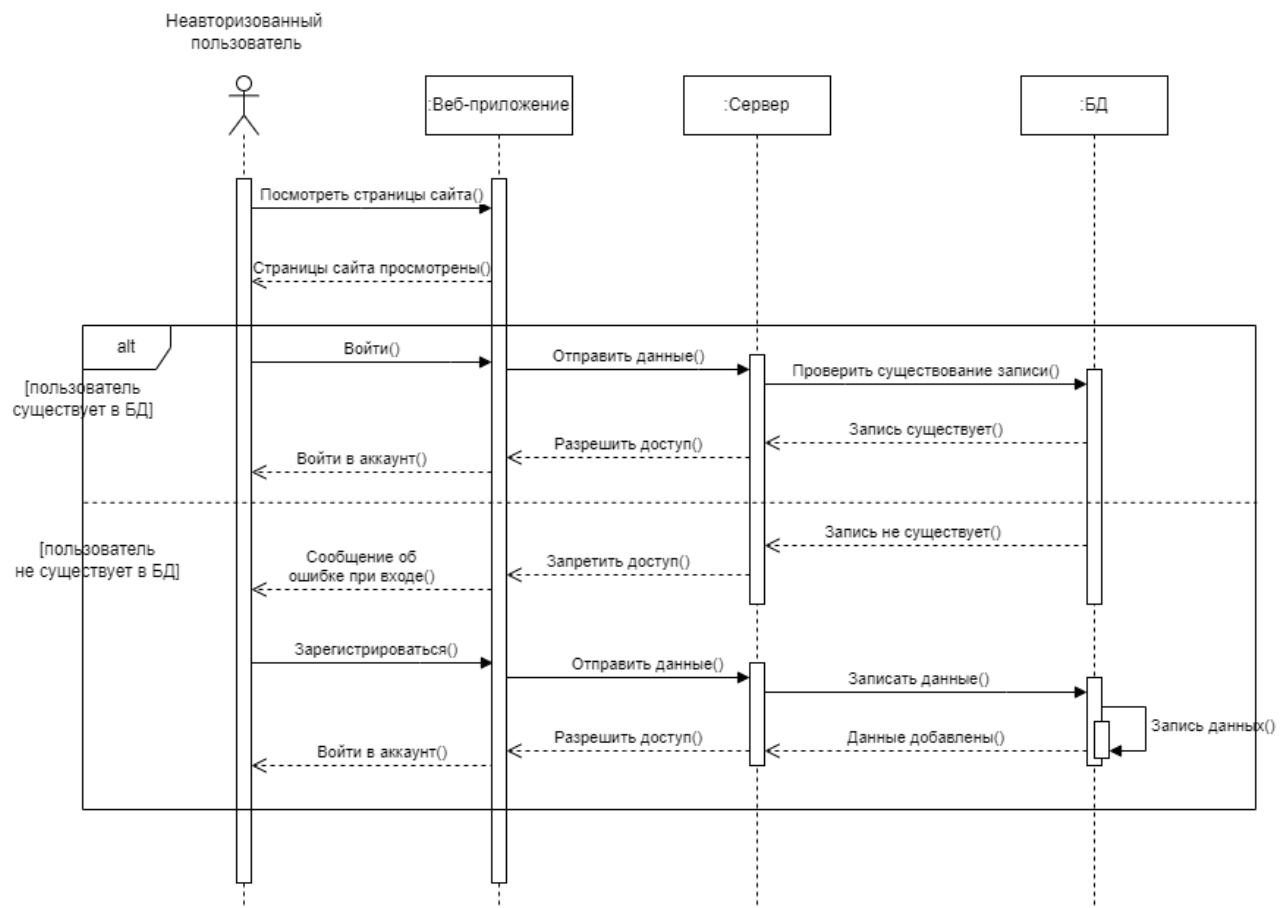 Неавторизованный
пользователь
:Веб-приложение
:Сервер
:БД
Посмотреть страницы сайта()
Страницы сайта просмотрены()
alt
[пользователь
существует в БД]
Войти()
Отправить данные()
Проверить существование записи()
Запись существует()
Разрешить доступ()
Войти в аккаунт()
[пользователь
не существует в БД]
Запись не существует()
Запретить доступ()
Сообщение об
ошибке при входе()
Зарегистрироваться()
Отправить данные()
Записать данные()
Запись данных()
Данные добавлены()
Разрешить доступ()
Войти в аккаунт()